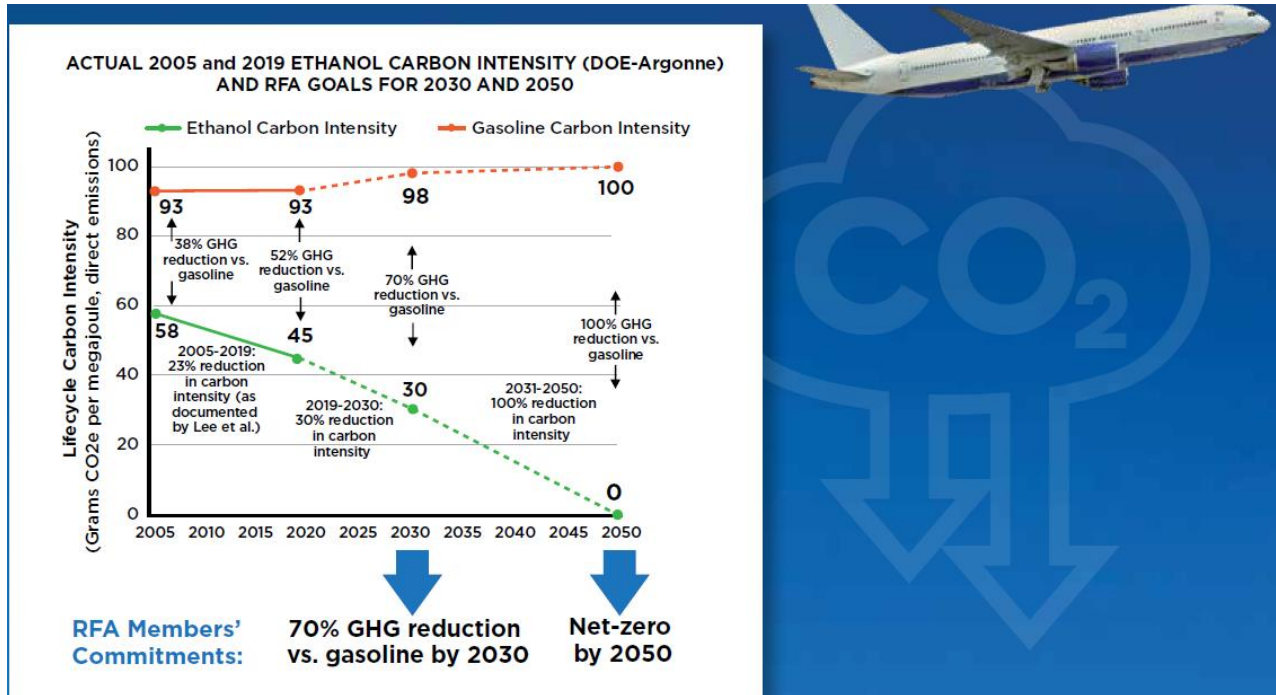 ACTUAL 2005 and 2019 ETHANOL CARBON INTENSITY (DOE-Argonne)
AND RFA GOALS FOR 2030 AND 2050
Ethanol Carbon Intensity
Gasoline Carbon Intensity
Lifecycle Carbon Intensity
(Grams CO2e per megajoule, direct emissions)
100
80
60
40
20
0
93
93
98
100
38% GHG
reduction vs.
gasoline
52% GHG
reduction vs.
gasoline
70% GHG
reduction vs.
gasoline
100% GHG
reduction vs.
gasoline
58
45
30
0
2005-2019:
23% reduction
in carbon
intensity (as
documented
by Lee et al.)
2019-2030:
30% reduction
in carbon
intensity
2031-2050:
100% reduction
in carbon
intensity
2005 2010 2015 2020 2025 2030 2035 2040 2045 2050
RFA Members’
Commitments:
70% GHG reduction
vs. gasoline by 2030
Net-zero
by 2050
CO2